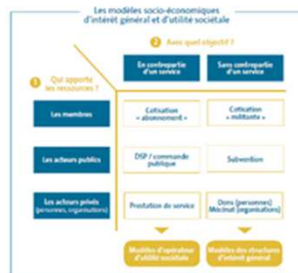 Les modèles socio-économiques
d'intérêt général et d'utilité sociétale
2 Avec quel objectif ?
En contrepartie
d'un service
Sans contrepartie
d'un service
1 Qui apporte
les ressources ?
Les membres
Cotisation
« abonnement »
Cotisation
« militante »
Les acteurs publics
DSP / commande
publique
Subvention
Les acteurs privés
(personnes, organisations)
Prestation de service
Dons (personnes)
Mécénat (organisations)
Modèles d'opérateur
d'utilité sociétale
Modèles des structures
d'intérêt général